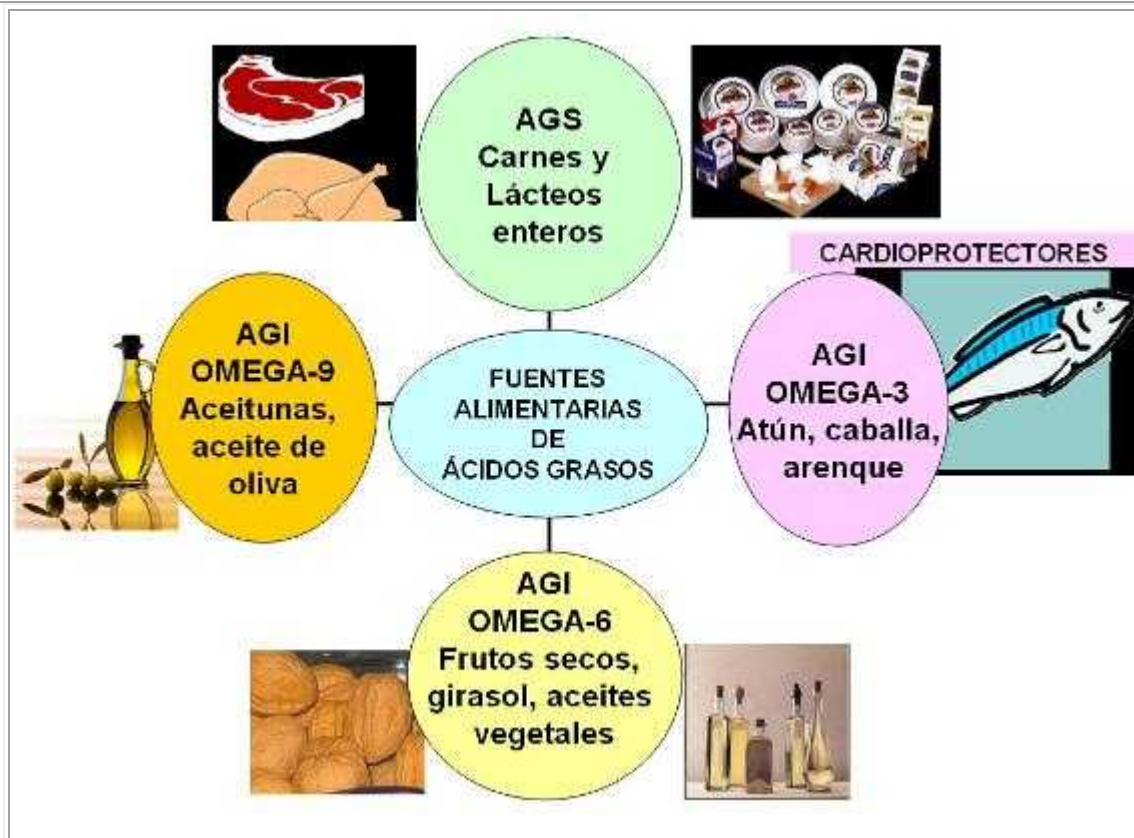 AGS
Carnes y
Lácteos
enteros
CARDIOPROTECTORES
AGI
OMEGA-9
Aceitunas,
aceite de
oliva
FUENTES
ALIMENTARIAS
DE
ÁCIDOS GRASOS
AGI
OMEGA-3
Atún, caballa,
arenque
AGI
OMEGA-6
Frutos secos,
girasol, aceites
vegetales